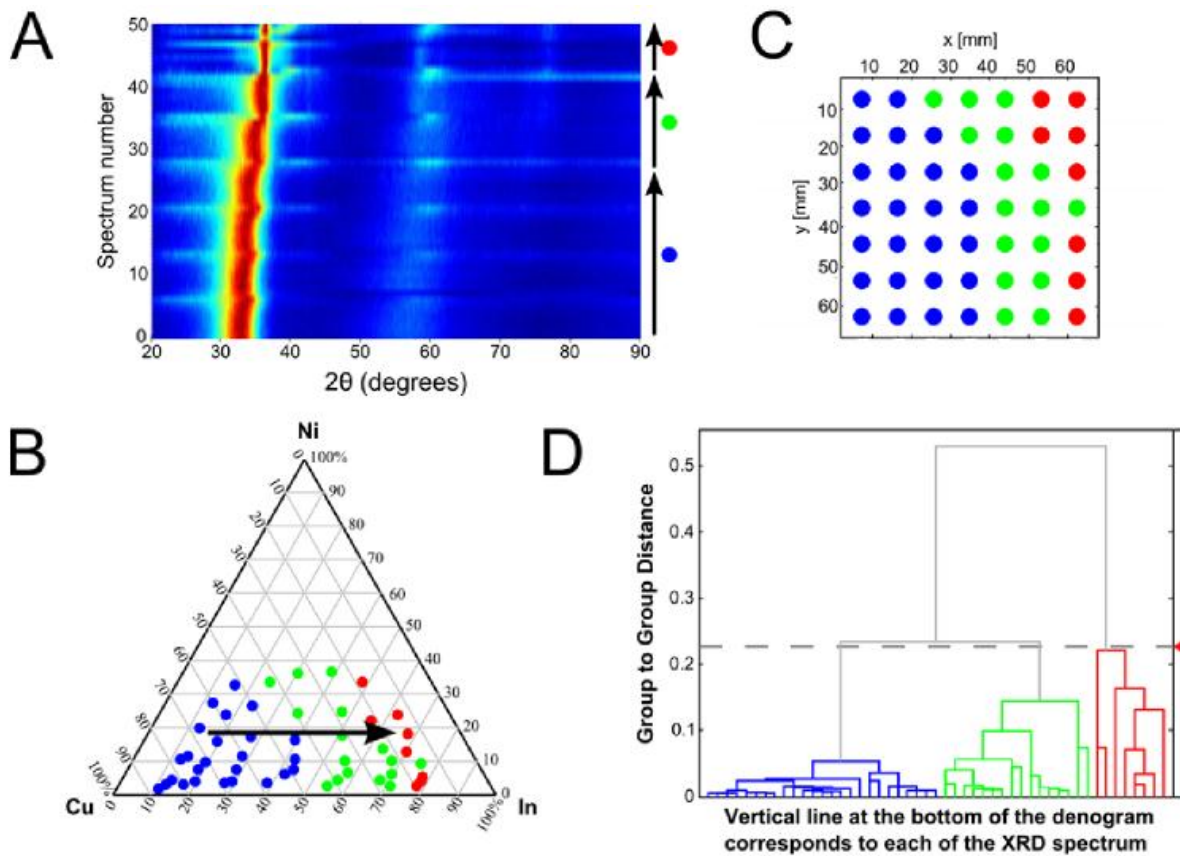 A
50
40
30
20
10
0
Spectrum number
20 30 40 50 60 70 80 90
2θ (degrees)
C
x [mm]
10 20 30 40 50 60
10
20
30
40
50
60
y [mm]
B
Ni
0 100%
10 90
20 80
30 70
40 60
50 50
60 40
70 30
80 20
90 10
100% 0
Cu In
0 10 20 30 40 50 60 70 80 90 100%
D
0.5
0.4
0.3
0.2
0.1
0
Group to Group Distance
Vertical line at the bottom of the denogram
corresponds to each of the XRD spectrum